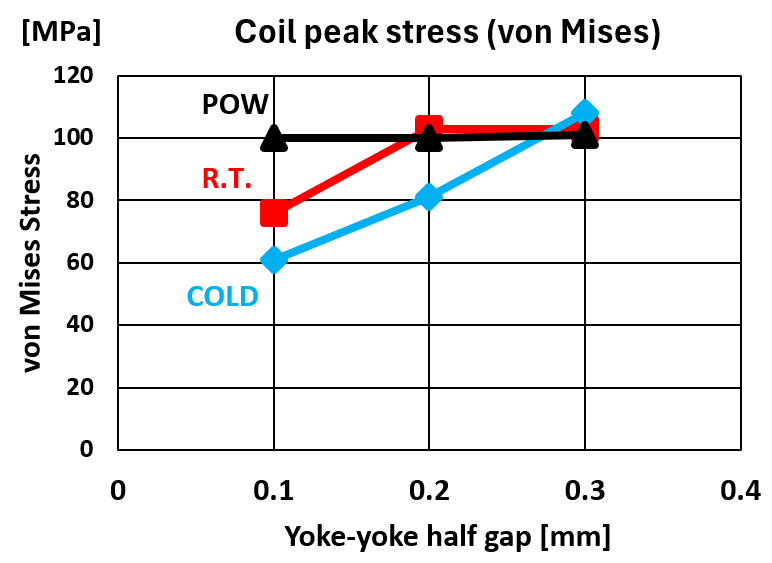 [MPa]
Coil peak stress (von Mises)
120
100
80
60
40
20
0
von Mises Stress
POW
R.T.
COLD
0
0.1
0.2
0.3
0.4
Yoke-yoke half gap [mm]